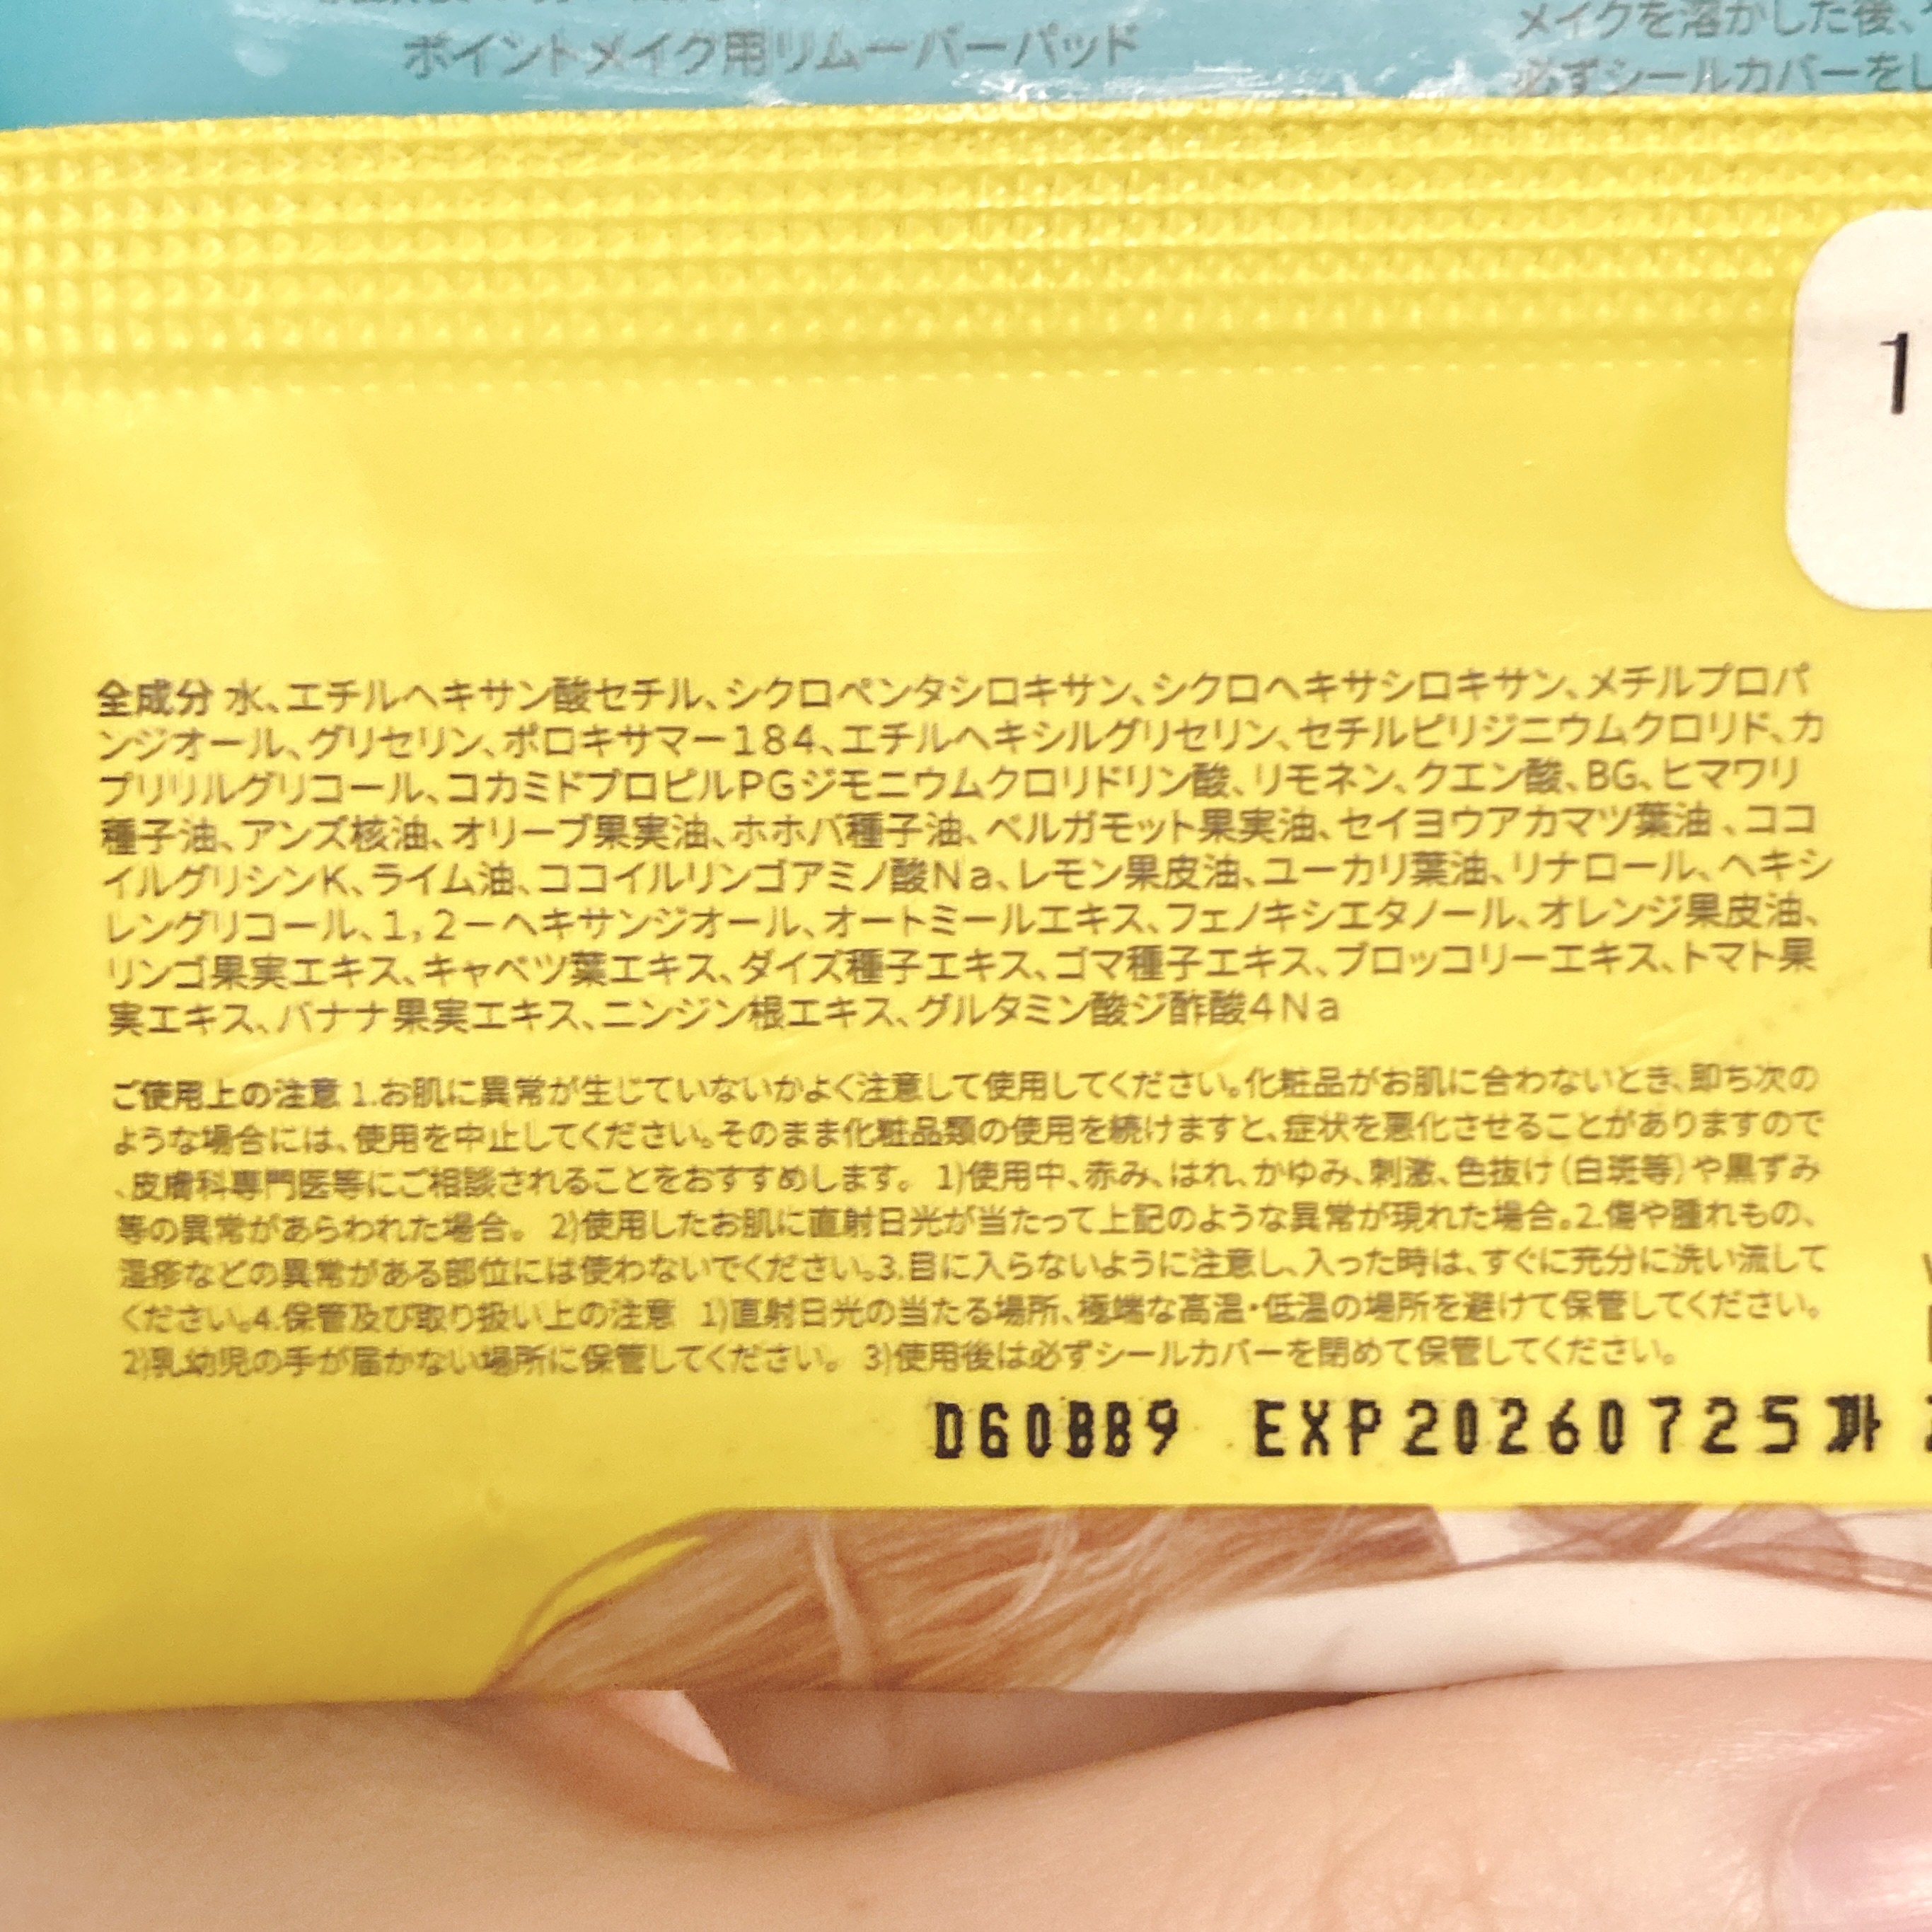 ポイントメイク用リムーバーパッド
メイクを溶かした後、
必ずシールカバーをし
1
全成分 水、エチルヘキサン酸セチル、シクロペンタシロキサン、シクロヘキサシロキサン、メチルプロパ
ンジオール、グリセリン、ポロキサマー184、エチルヘキシルグリセリン、セチルピリジニウムクロリド、カ
プリリルグリコール、コカミドプロピルPGジモニウムクロリドリン酸、リモネン、クエン酸、BG、ヒマワリ
種子油、アンズ核油、オリーブ果実油、ホホバ種子油、ベルガモット果実油、セイヨウアカマツ葉油 、ココ
イルグリシンK、ライム油、ココイルリンゴアミノ酸Na、レモン果皮油、ユーカリ葉油、リナロール、ヘキシ
レングリコール、1,2－ヘキサンジオール、オートミールエキス、フェノキシエタノール、オレンジ果皮油、
リンゴ果実エキス、キャベツ葉エキス、ダイズ種子エキス、ゴマ種子エキス、ブロッコリーエキス、トマト果
実エキス、バナナ果実エキス、ニンジン根エキス、グルタミン酸ジ酢酸4Na
ご使用上の注意 1.お肌に異常が生じていないかよく注意して使用してください。化粧品がお肌に合わないとき、即ち次の
ような場合には、使用を中止してください。そのまま化粧品類の使用を続けますと、症状を悪化させることがありますので
、皮膚科専門医等にご相談されることをおすすめします。 1)使用中、赤み、はれ、かゆみ、刺激、色抜け(白斑等)や黒ずみ
等の異常があらわれた場合。 2)使用したお肌に直射日光が当たって上記のような異常が現れた場合。2.傷や腫れもの、
湿疹などの異常がある部位には使わないでください。3.目に入らないように注意し、入った時は、すぐに充分に洗い流して
ください。4.保管及び取り扱い上の注意 1)直射日光の当たる場所、極端な高温・低温の場所を避けて保管してください。
2)乳幼児の手が届かない場所に保管してください。 3)使用後は必ずシールカバーを閉めて保管してください。
EXP20260725까